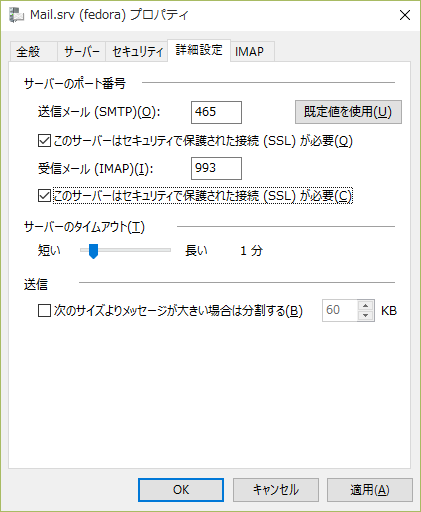 Mail.srv (fedora) プロパティ
全般 サーバー セキュリティ 詳細設定 IMAP
サーバーのポート番号
送信メール (SMTP)(O): 465 既定値を使用(U)
このサーバーはセキュリティで保護された接続 (SSL) が必要(Q)
受信メール (IMAP)(I): 993
このサーバーはセキュリティで保護された接続 (SSL) が必要(C)
サーバーのタイムアウト(T)
短い 長い 1 分
送信
次のサイズよりメッセージが大きい場合は分割する(B) 60 KB
OK キャンセル 適用(A)